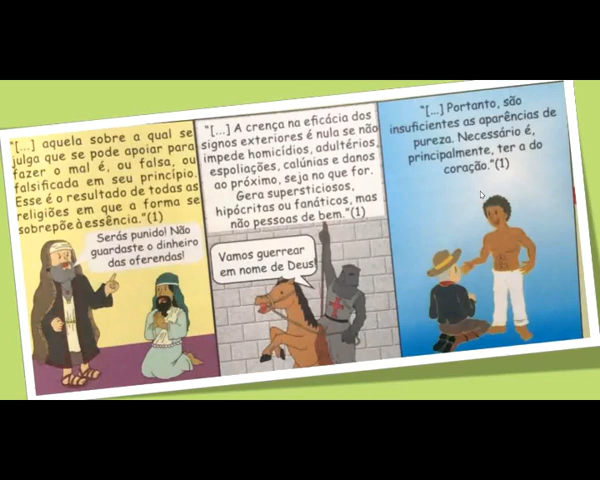 "[...] aquela sobre a qual se
julga que se pode apoiar para
fazer o mal é, ou falsa, ou
falsificada em seu princípio.
Esse é o resultado de todas as
religiões em que a forma se
sobrepõe à essência."(1)
Serás punido! Não
guardaste o dinheiro
das oferendas!
"[...] A crença na eficácia dos
signos exteriores é nula se não
impede homicídios, adultérios,
espoliações, calúnias e danos
ao próximo, seja no que for.
Gera supersticiosos,
hipócritas ou fanáticos, mas
não pessoas de bem."(1)
Vamos guerrear
em nome de Deus!
"[...] Portanto, são
insuficientes as aparências de
pureza. Necessário é,
principalmente, ter a do
coração."(1)